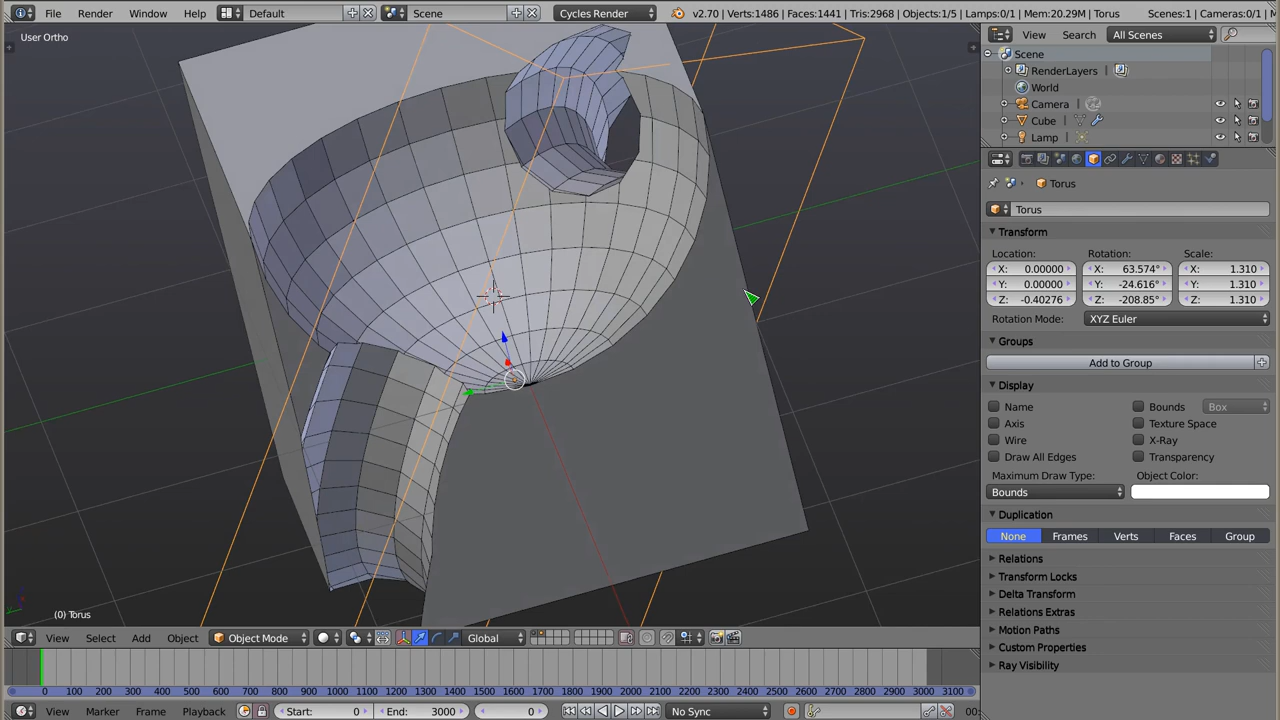 File Render Window Help Default Scene Cycles Render v2.70 | Verts:1486 | Faces:1441 | Tris:2968 | Objects:1/5 | Lamps:0/1 | Mem:20.29M | Torus Scenes:1 | Cameras:0/1 |
User Ortho
View Search All Scenes
Scene
RenderLayers
World
Camera
Cube
Lamp
Torus
Torus
Transform
Location: Rotation: Scale:
X: 0.00000 X: 63.574° X: 1.310
Y: 0.00000 Y: -24.616° Y: 1.310
Z: -0.40276 Z: -208.85° Z: 1.310
Rotation Mode: XYZ Euler
Groups
Add to Group
Display
Name Bounds Box
Axis Texture Space
Wire X-Ray
Draw All Edges Transparency
Maximum Draw Type: Object Color:
Bounds
Duplication
None Frames Verts Faces Group
Relations
Transform Locks
Delta Transform
Relations Extras
Motion Paths
Custom Properties
Ray Visibility
(0) Torus
View Select Add Object Object Mode Global
0 100 200 300 400 500 600 700 800 900 1000 1100 1200 1300 1400 1500 1600 1700 1800 1900 2000 2100 2200 2300 2400 2500 2600 2700 2800 2900 3000 3100
View Marker Frame Playback Start: 0 End: 3000 0 No Sync 00: